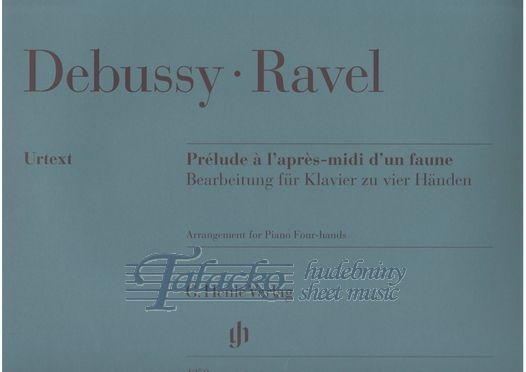 Debussy · Ravel
Urtext
Prélude à l'après-midi d'un faune
Bearbeitung für Klavier zu vier Händen
Arrangement for Piano Four-hands
Talacko hudebniny
sheet music
G. Henle Verlag